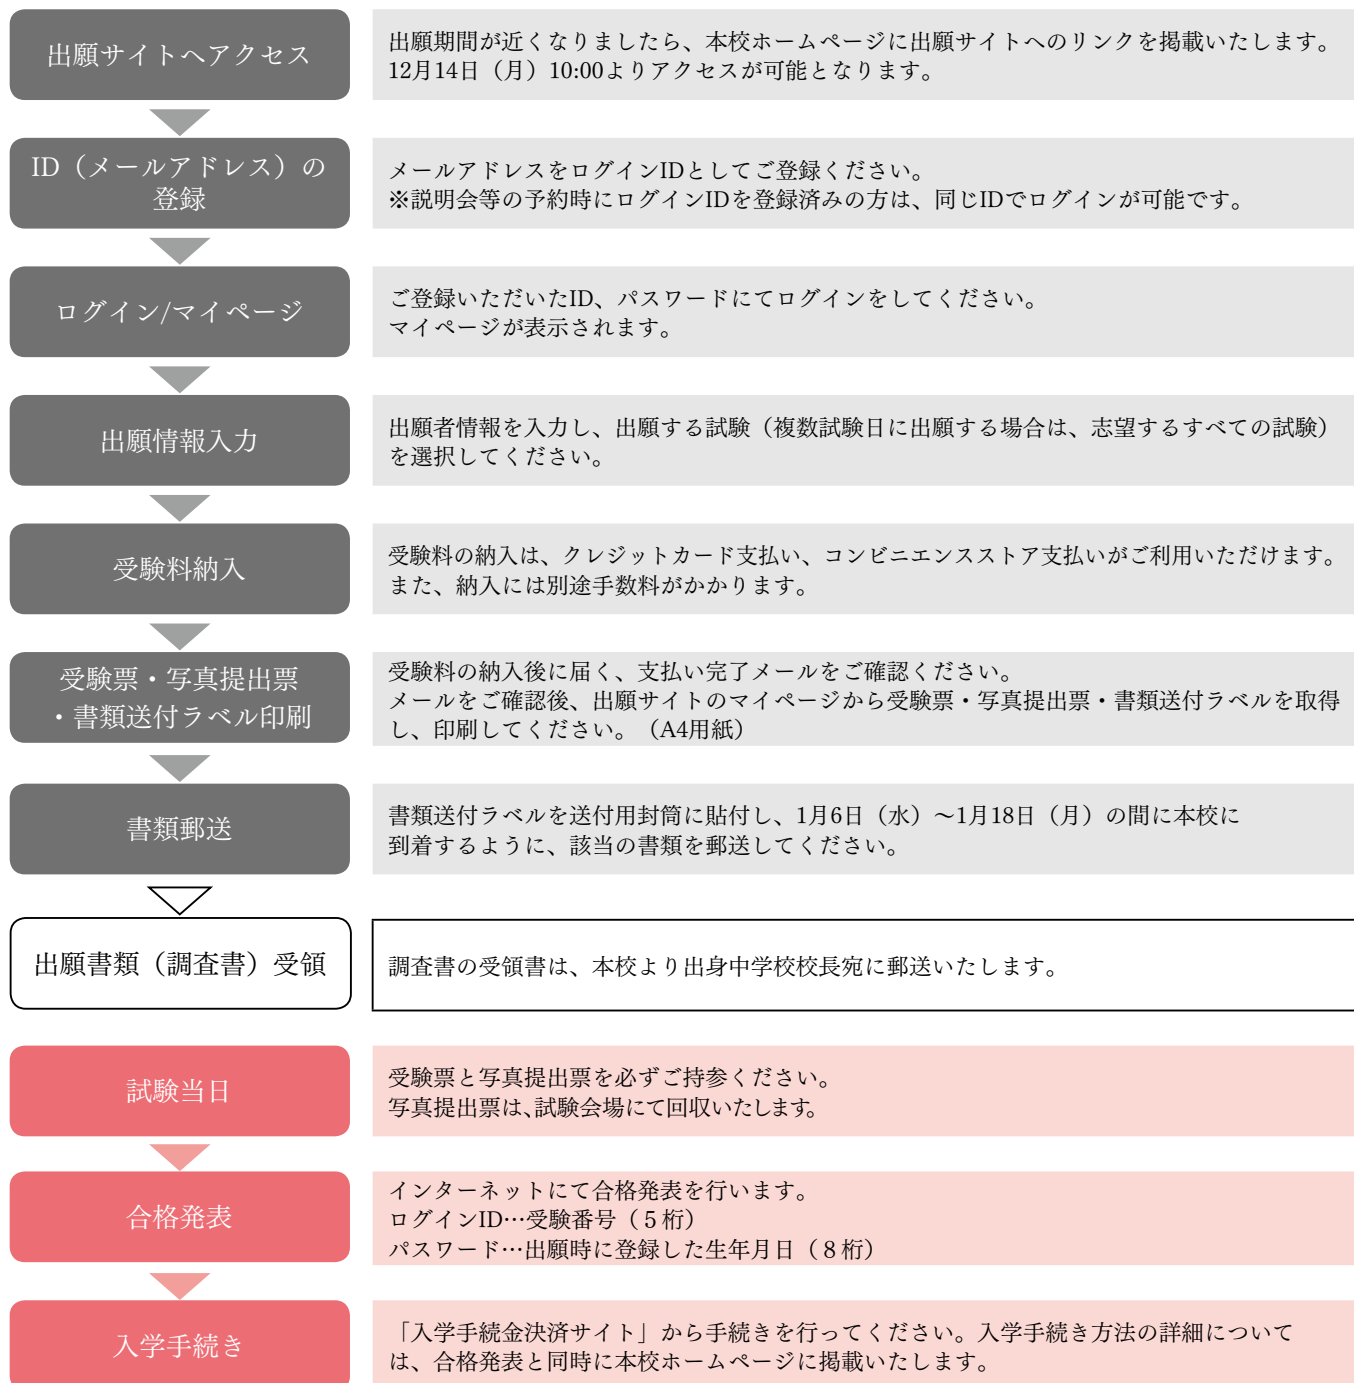 出願サイトへアクセス
出願期間が近くなりましたら、本校ホームページに出願サイトへのリンクを掲載いたします。
12月14日（月）10:00よりアクセスが可能となります。
ID（メールアドレス）の
登録
メールアドレスをログインIDとしてご登録ください。
※説明会等の予約時にログインIDを登録済みの方は、同じIDでログインが可能です。
ログイン/マイページ
ご登録いただいたID、パスワードにてログインをしてください。
マイページが表示されます。
出願情報入力
出願者情報を入力し、出願する試験（複数試験日に出願する場合は、志望するすべての試験）
を選択してください。
受験料納入
受験料の納入は、クレジットカード支払い、コンビニエンスストア支払いがご利用いただけます。
また、納入には別途手数料がかかります。
受験票・写真提出票
・書類送付ラベル印刷
受験料の納入後に届く、支払い完了メールをご確認ください。
メールをご確認後、出願サイトのマイページから受験票・写真提出票・書類送付ラベルを取得
し、印刷してください。（A4用紙）
書類郵送
書類送付ラベルを送付用封筒に貼付し、1月6日（水）～1月18日（月）の間に本校に
到着するように、該当の書類を郵送してください。
出願書類（調査書）受領
調査書の受領書は、本校より出身中学校校長宛に郵送いたします。
試験当日
受験票と写真提出票を必ずご持参ください。
写真提出票は、試験会場にて回収いたします。
合格発表
インターネットにて合格発表を行います。
ログインID…受験番号（５桁）
パスワード…出願時に登録した生年月日（８桁）
入学手続き
「入学手続金決済サイト」から手続きを行ってください。入学手続き方法の詳細について
は、合格発表と同時に本校ホームページに掲載いたします。